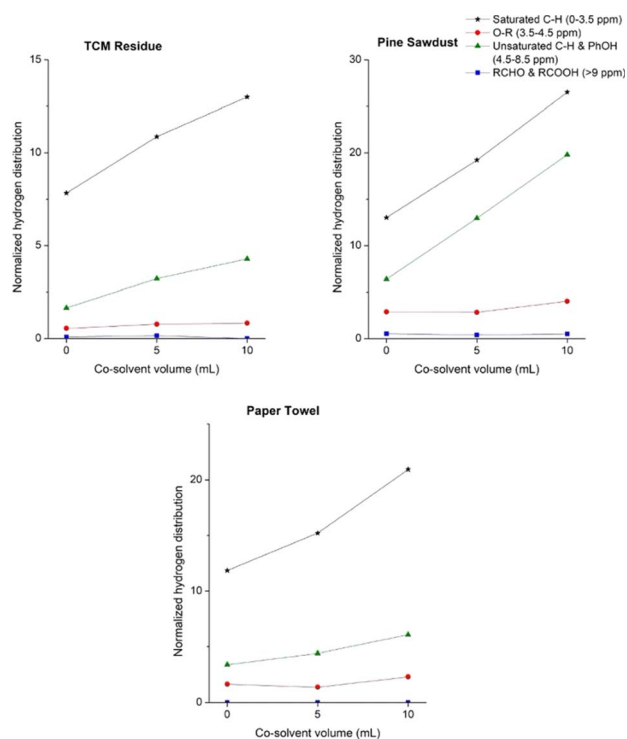 TCM Residue
Pine Sawdust
Saturated C-H (0-3.5 ppm)
O-R (3.5-4.5 ppm)
Unsaturated C-H & PhOH
(4.5-8.5 ppm)
RCHO & RCOOH (>9 ppm)
Normalized hydrogen distribution
15
10
5
0
0 5 10
Co-solvent volume (mL)
Normalized hydrogen distribution
30
20
10
0
0 5 10
Co-solvent volume (mL)
Paper Towel
Normalized hydrogen distribution
20
10
0
0 5 10
Co-solvent volume (mL)